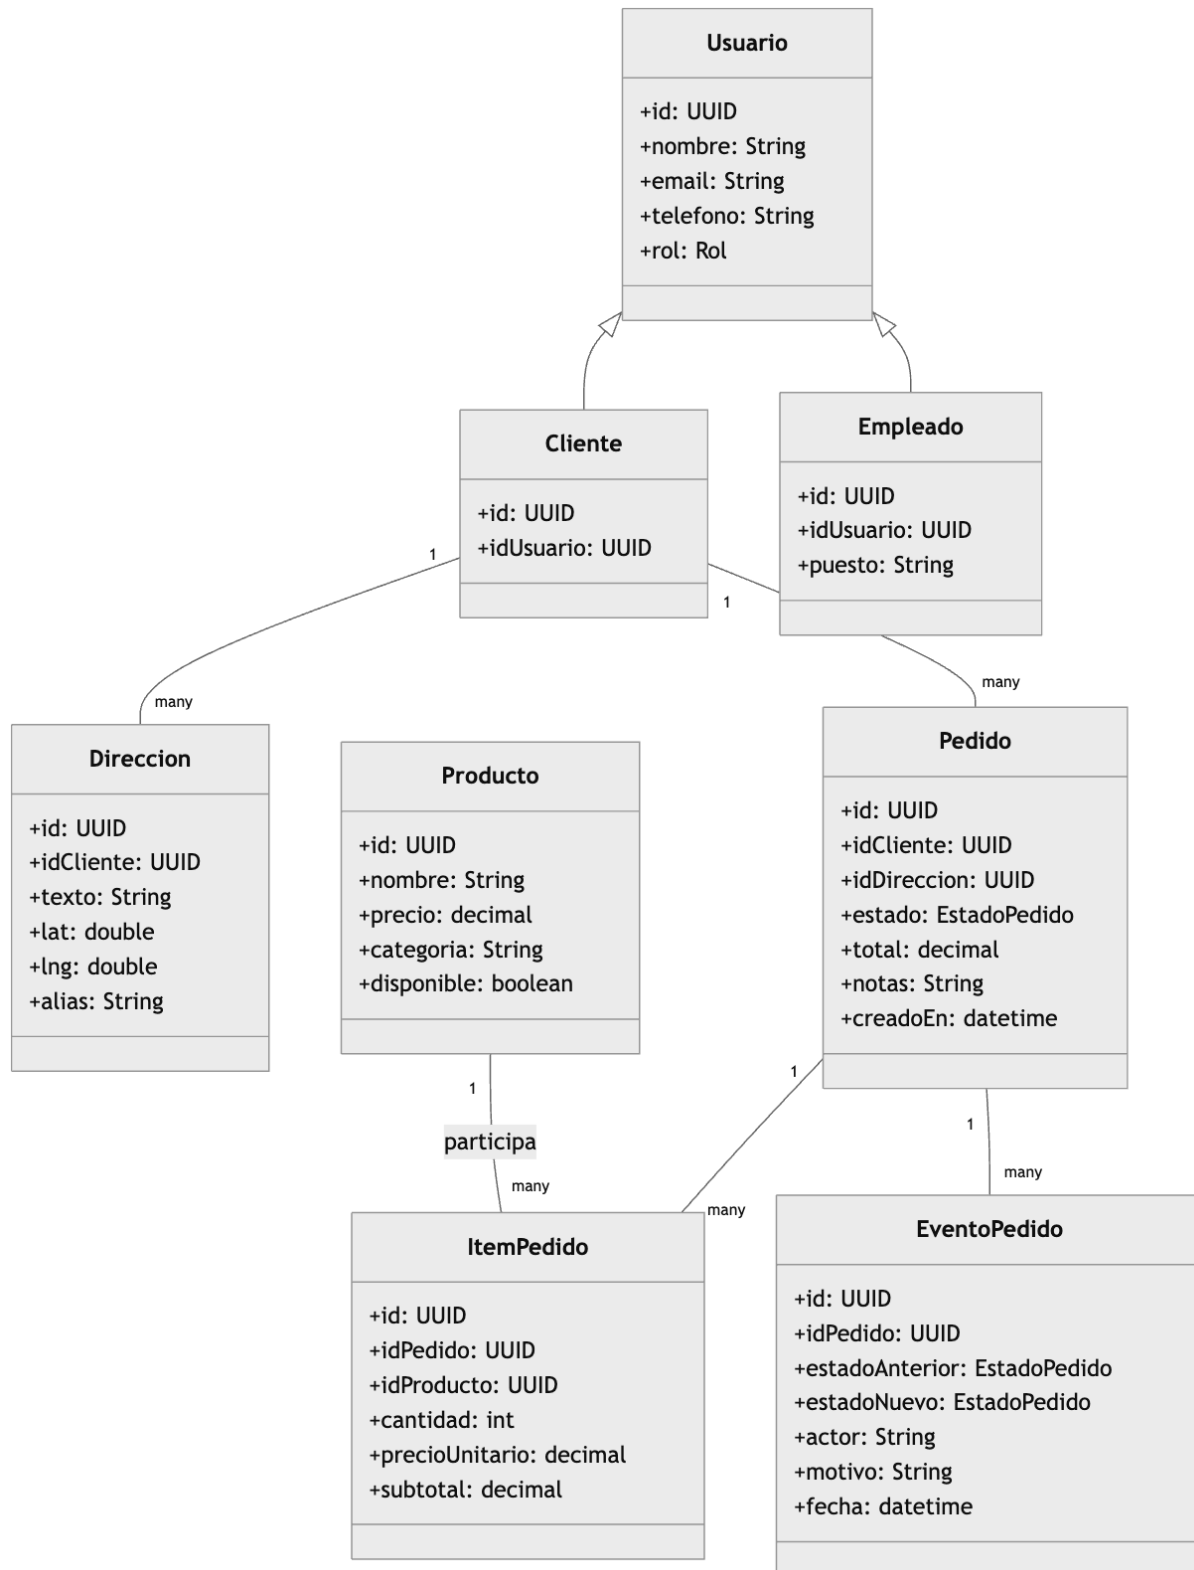 Usuario
+id: UUID
+nombre: String
+email: String
+telefono: String
+rol: Rol
Cliente
+id: UUID
+idUsuario: UUID
Empleado
+id: UUID
+idUsuario: UUID
+puesto: String
1
many
1
many
Direccion
+id: UUID
+idCliente: UUID
+texto: String
+lat: double
+lng: double
+alias: String
Producto
+id: UUID
+nombre: String
+precio: decimal
+categoria: String
+disponible: boolean
Pedido
+id: UUID
+idCliente: UUID
+idDireccion: UUID
+estado: EstadoPedido
+total: decimal
+notas: String
+creadoEn: datetime
1
participa
many
1
many
1
many
ItemPedido
+id: UUID
+idPedido: UUID
+idProducto: UUID
+cantidad: int
+precioUnitario: decimal
+subtotal: decimal
EventoPedido
+id: UUID
+idPedido: UUID
+estadoAnterior: EstadoPedido
+estadoNuevo: EstadoPedido
+actor: String
+motivo: String
+fecha: datetime